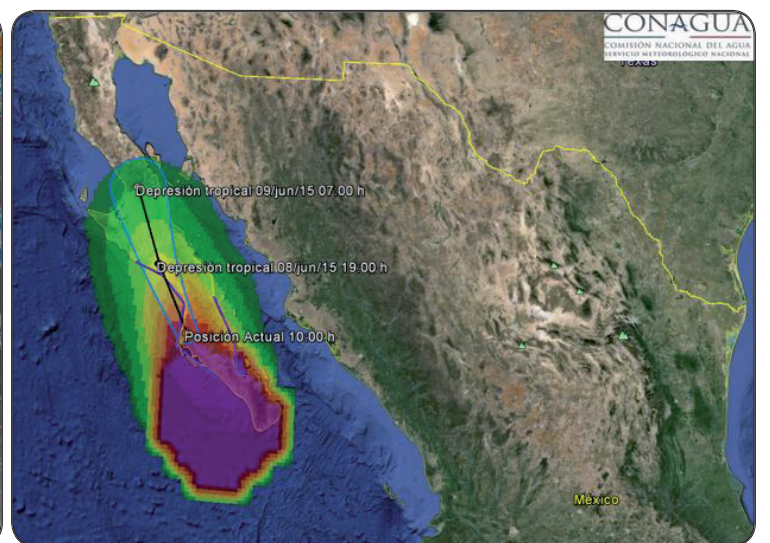 CONAGUA
COMISIÓN NACIONAL DEL AGUA
SERVICIO METEOROLÓGICO NACIONAL
Texas
Depresión tropical 09/jun/15 07:00 h
Depresión tropical 08/jun/15 19:00 h
Posición Actual 10:00 h
México